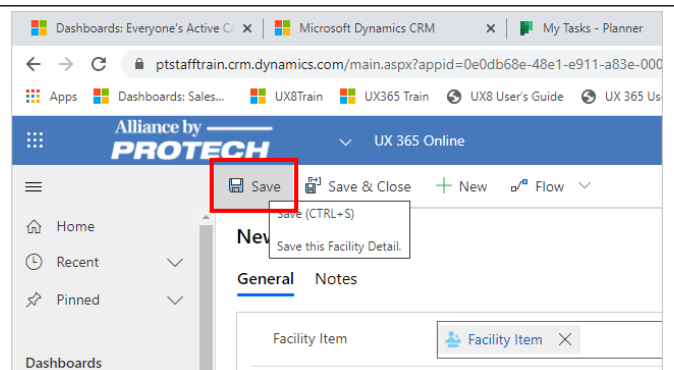 Dashboards: Everyone's Active C
Microsoft Dynamics CRM
My Tasks - Planner
ptstafftrain.crm.dynamics.com/main.aspx?appid=0e0db68e-48e1-e911-a83e-000
Apps Dashboards: Sales... UX8Train UX365 Train UX8 User's Guide UX 365 Us
Alliance by
PROTECH
UX 365 Online
Save Save & Close New Flow
Save (CTRL+S)
Save this Facility Detail.
Home
New
Recent
General Notes
Pinned
Facility Item Facility Item
Dashboards